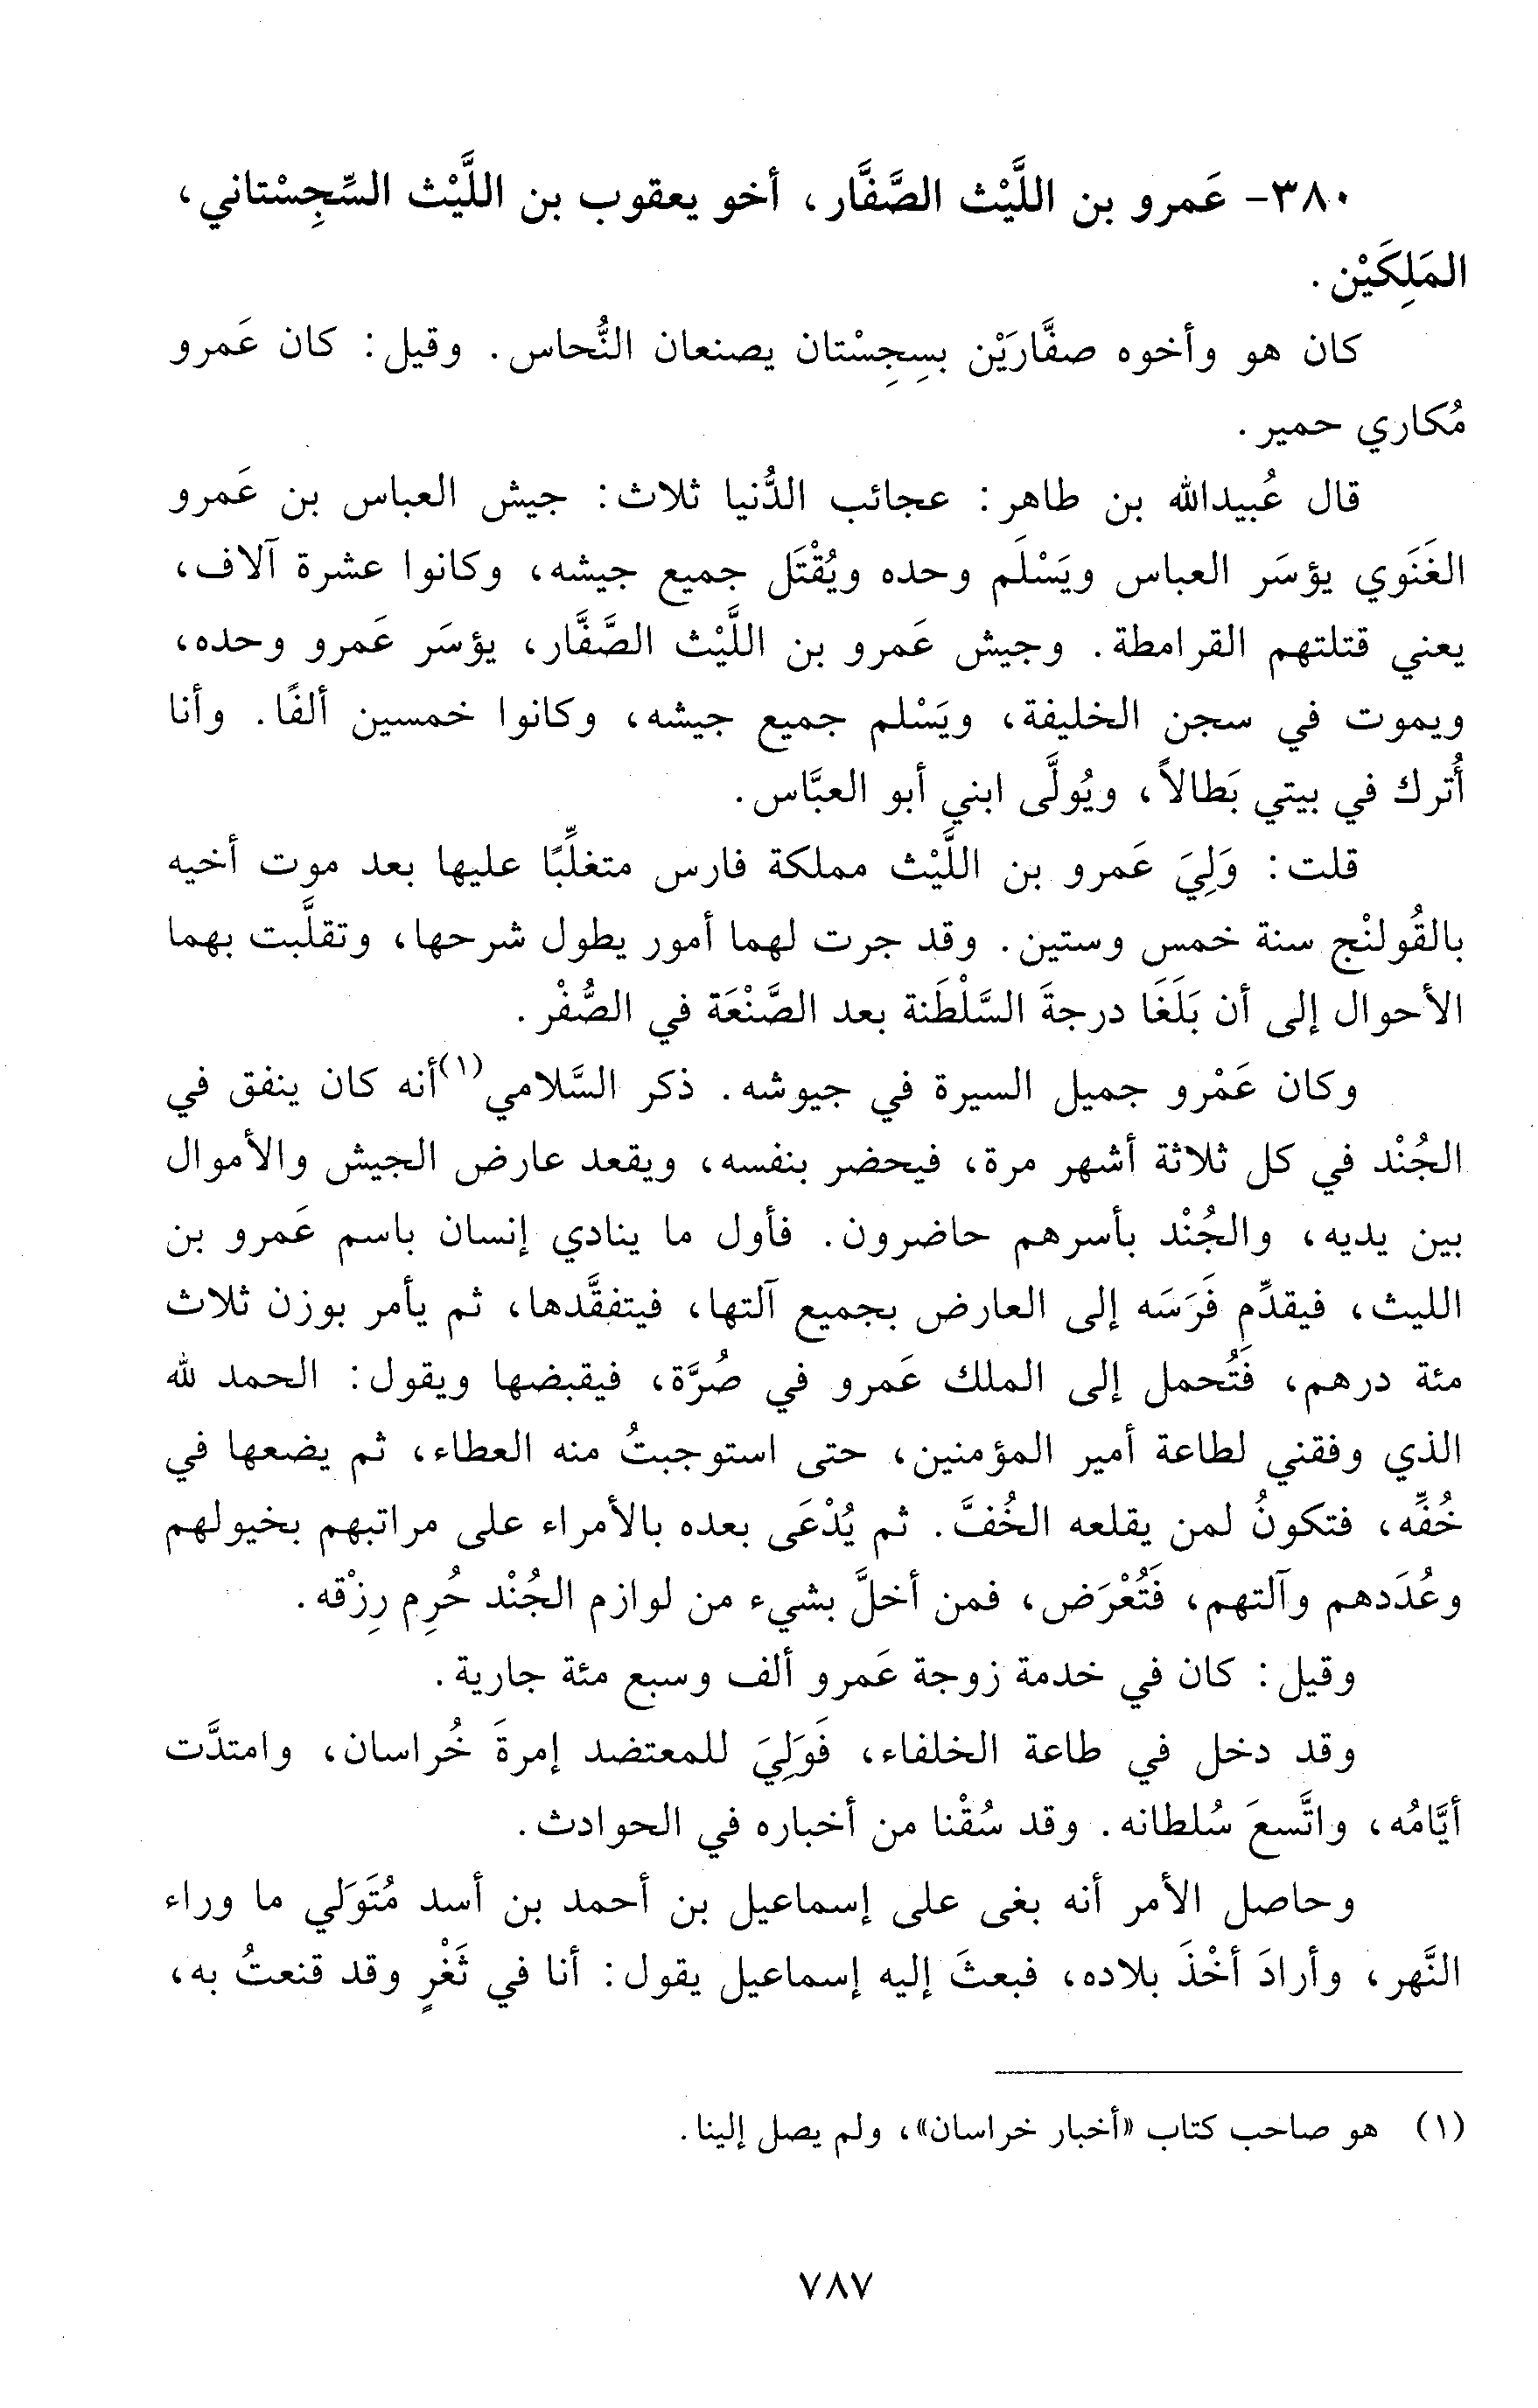 ٣٨٠- عَمرو بن اللَّيْث الصَّفَّار، أخو يعقوب بن اللَّيْث السِّجِسْتاني،
المَلِكَيْن.
كان هو وأخوه صفَّارَيْن بسِجِسْتان يصنعان النُّحاس. وقيل: كان عَمرو
مُكاري حمير.
قال عُبيدالله بن طاهر: عجائب الدُّنيا ثلاث: جيش العباس بن عَمرو
الغَنَوي يؤسَر العباس ويَسْلَم وحده ويُقْتَل جميع جيشه، وكانوا عشرة آلاف،
يعني قتلتهم القرامطة. وجيش عَمرو بن اللَّيْث الصَّفَّار، يؤسَر عَمرو وحده،
ويموت في سجن الخليفة، ويَسْلم جميع جيشه، وكانوا خمسين ألفًا. وأنا
أُترك في بيتي بَطالاً، ويُولَّى ابني أبو العبَّاس.
قلت: وَلِيَ عَمرو بن اللَّيْث مملكة فارس متغلِّبًا عليها بعد موت أخيه
بالقُولنْج سنة خمس وستين. وقد جرت لهما أمور يطول شرحها، وتقلَّبت بهما
الأحوال إلى أن بَلَغَا درجةَ السَّلْطَنة بعد الصَّنْعَة في الصُّفْر.
وكان عَمْرو جميل السيرة في جيوشه. ذكر السَّلامي(١) أنه كان ينفق في
الجُنْد في كل ثلاثة أشهر مرة، فيحضر بنفسه، ويقعد عارض الجيش والأموال
بين يديه، والجُنْد بأسرهم حاضرون. فأول ما ينادي إنسان باسم عَمرو بن
الليث، فيقدِّم فَرَسَه إلى العارض بجميع آلتها، فيتفقَّدها، ثم يأمر بوزن ثلاث
مئة درهم، فَتُحمل إلى الملك عَمرو في صُرَّة، فيقبضها ويقول: الحمد لله
الذي وفقني لطاعة أمير المؤمنين، حتى استوجبتُ منه العطاء، ثم يضعها في
خُفِّه، فتكونُ لمن يقلعه الخُفَّ. ثم يُدْعَى بعده بالأمراء على مراتبهم بخيولهم
وعُدَدهم وآلتهم، فَتُعْرَض، فمن أخلَّ بشيء من لوازم الجُنْد حُرِم رِزْقه.
وقيل: كان في خدمة زوجة عَمرو ألف وسبع مئة جارية.
وقد دخل في طاعة الخلفاء، فَوَلِيَ للمعتضد إمرةَ خُراسان، وامتدَّت
أيَّامُه، واتَّسعَ سُلطانه. وقد سُقْنا من أخباره في الحوادث.
وحاصل الأمر أنه بغى على إسماعيل بن أحمد بن أسد مُتَوَلي ما وراء
النَّهر، وأرادَ أخْذَ بلاده، فبعثَ إليه إسماعيل يقول: أنا في ثَغْرٍ وقد قنعتُ به،
(١) هو صاحب كتاب «أخبار خراسان»، ولم يصل إلينا.
٧٨٧